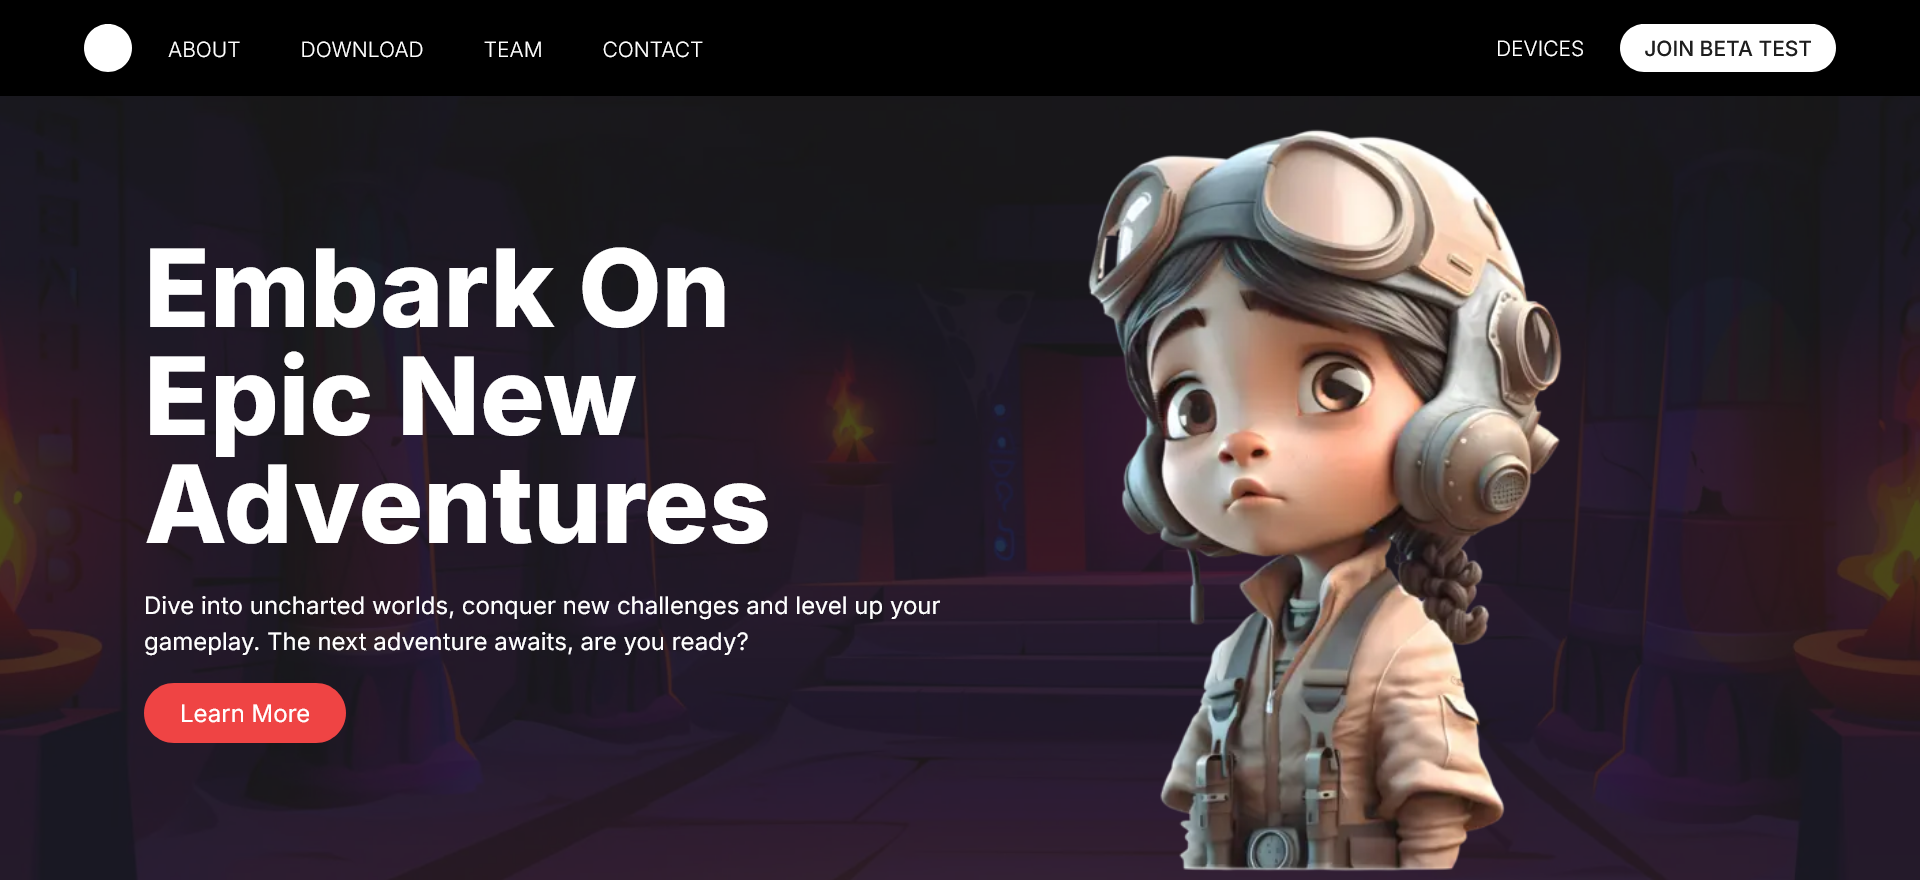 ABOUT DOWNLOAD TEAM CONTACT DEVICES JOIN BETA TEST
Embark On
Epic New
Adventures
Dive into uncharted worlds, conquer new challenges and level up your
gameplay. The next adventure awaits, are you ready?
Learn More